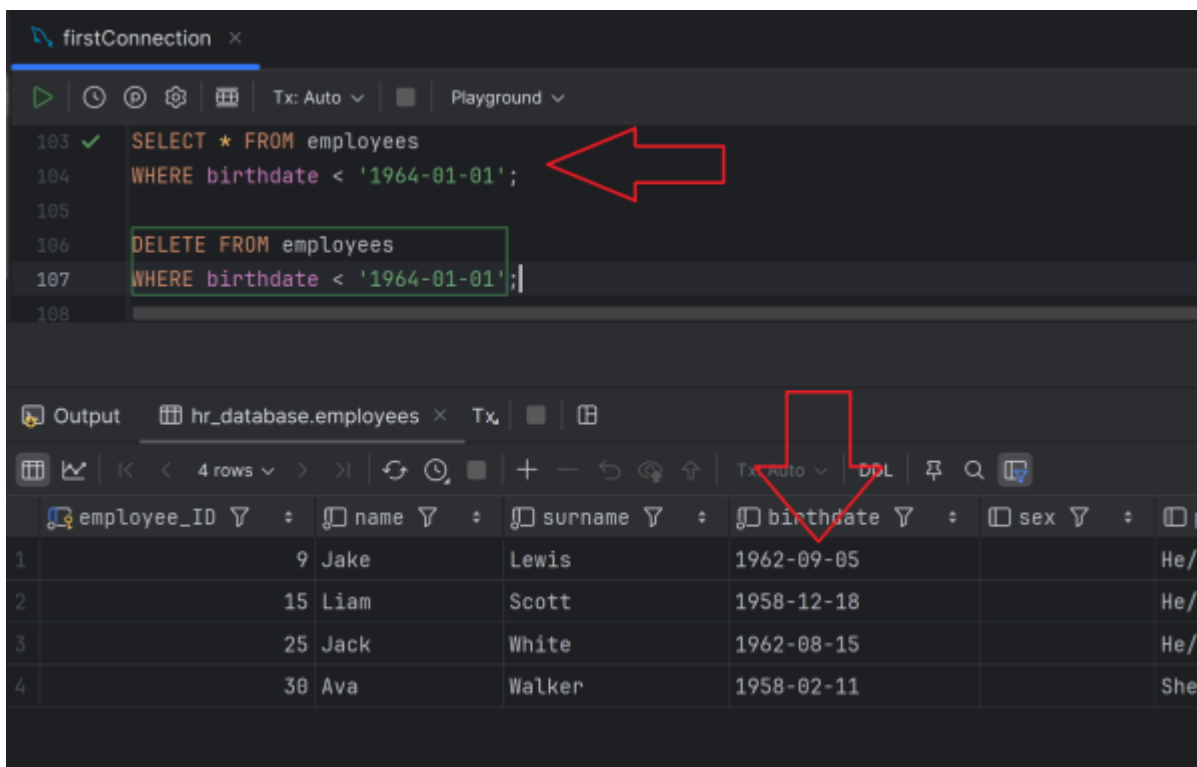 firstConnection ×
Tx: Auto Playground
103 SELECT * FROM employees
104 WHERE birthdate < '1964-01-01';
105
106 DELETE FROM employees
107 WHERE birthdate < '1964-01-01';
108
Output hr_database.employees × Tx
4 rows Tx: Auto DDL
employee_ID name surname birthdate sex
1 9 Jake Lewis 1962-09-05 He/
2 15 Liam Scott 1958-12-18 He/
3 25 Jack White 1962-08-15 He/
4 30 Ava Walker 1958-02-11 She